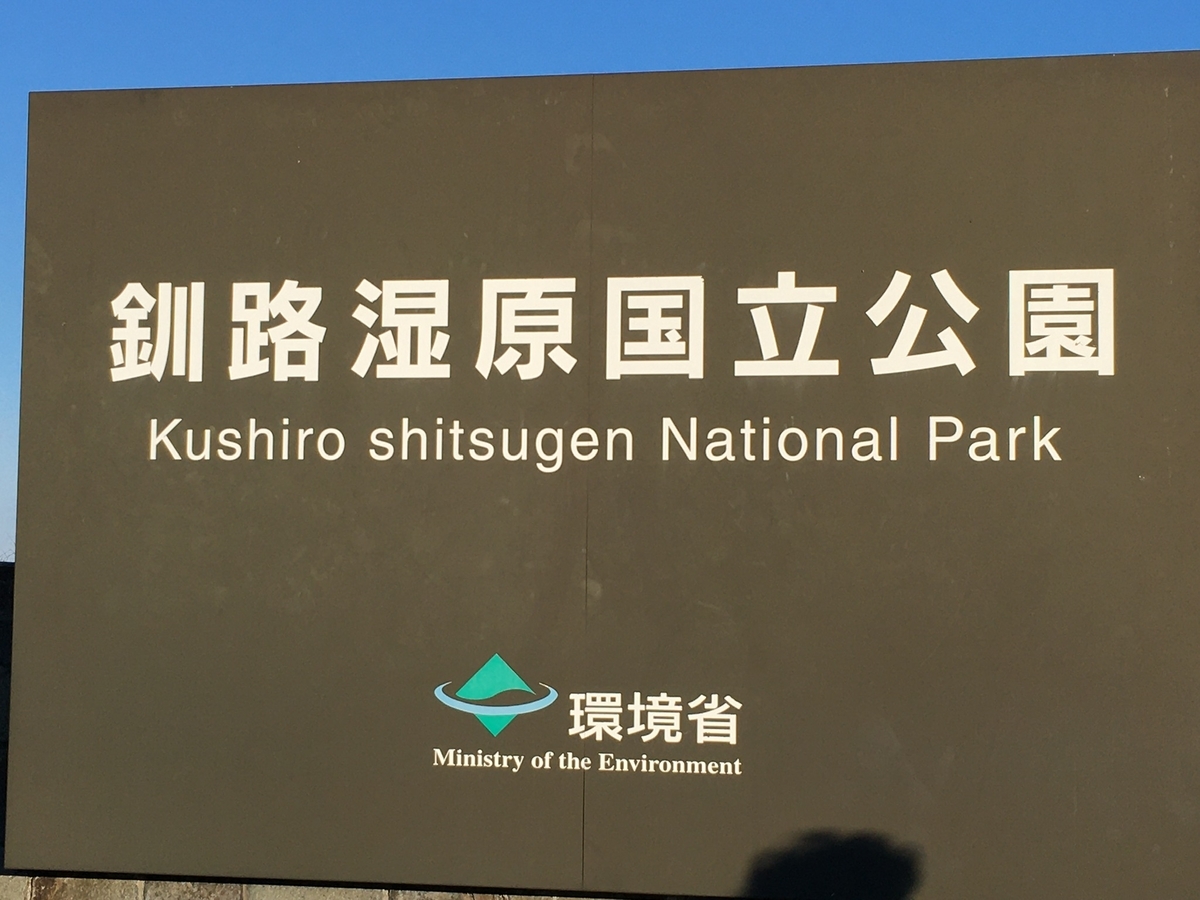 釧路湿原国立公園
Kushiro shitsugen National Park
環境省
Ministry of the Environment